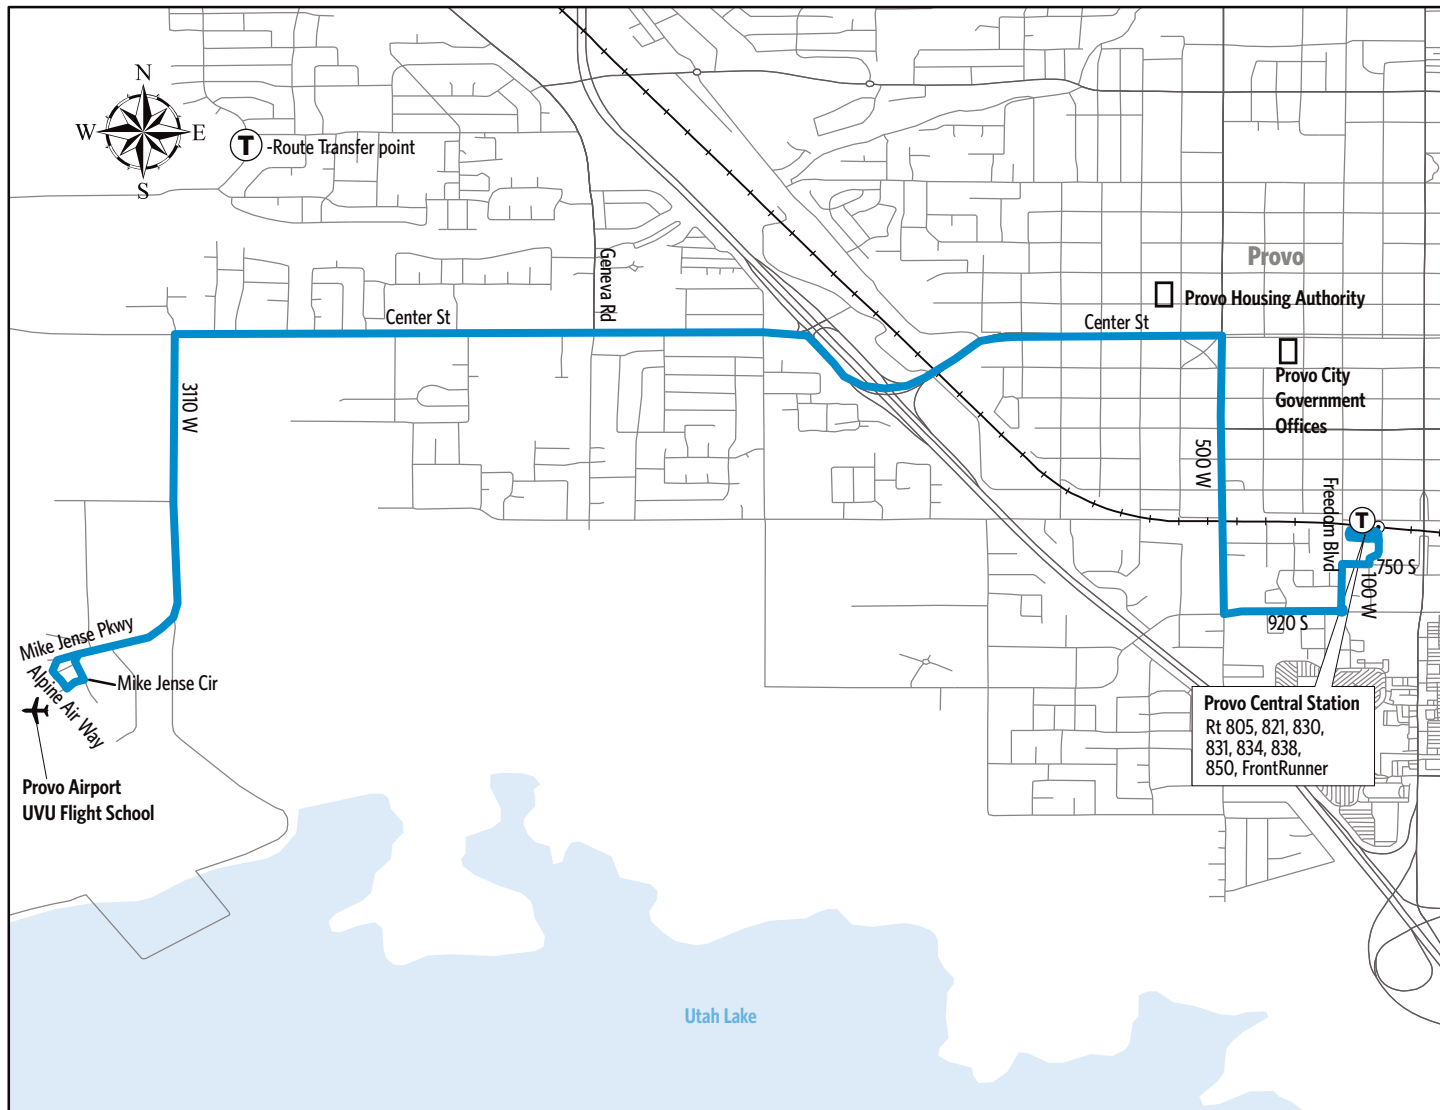 N
W
E
S
T
-Route Transfer point
Geneva Rd
Provo
Provo Housing Authority
Center St
Center St
Provo City
Government
Offices
3110 W
500 W
Freedom Blvd
T
750 S
100 W
920 S
Mike Jense Pkwy
Mike Jense Cir
Alpine Air Way
Provo Central Station
Rt 805, 821, 830,
831, 834, 838,
850, FrontRunner
Provo Airport
UVU Flight School
Utah Lake